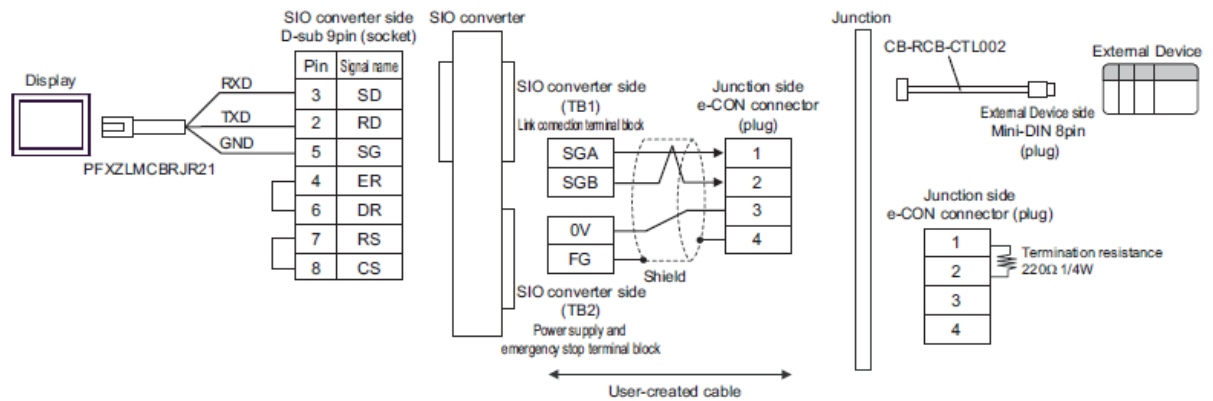 SIO converter side
D-sub 9pin (socket)
Pin Signal name
3 SD
2 RD
5 SG
4 ER
6 DR
7 RS
8 CS
Display
RXD
TXD
GND
PFXZLMCBRJR21
SIO converter
SIO converter side
(TB1)
Link connection terminal block
SGA
SGB
0V
FG
Shield
SIO converter side
(TB2)
Power supply and
emergency stop terminal block
Junction side
e-CON connector
(plug)
1
2
3
4
User-created cable
Junction
CB-RCB-CTL002
External Device
External Device side
Mini-DIN 8pin
(plug)
Junction side
e-CON connector (plug)
1
2
3
4
Termination resistance
220Ω 1/4W